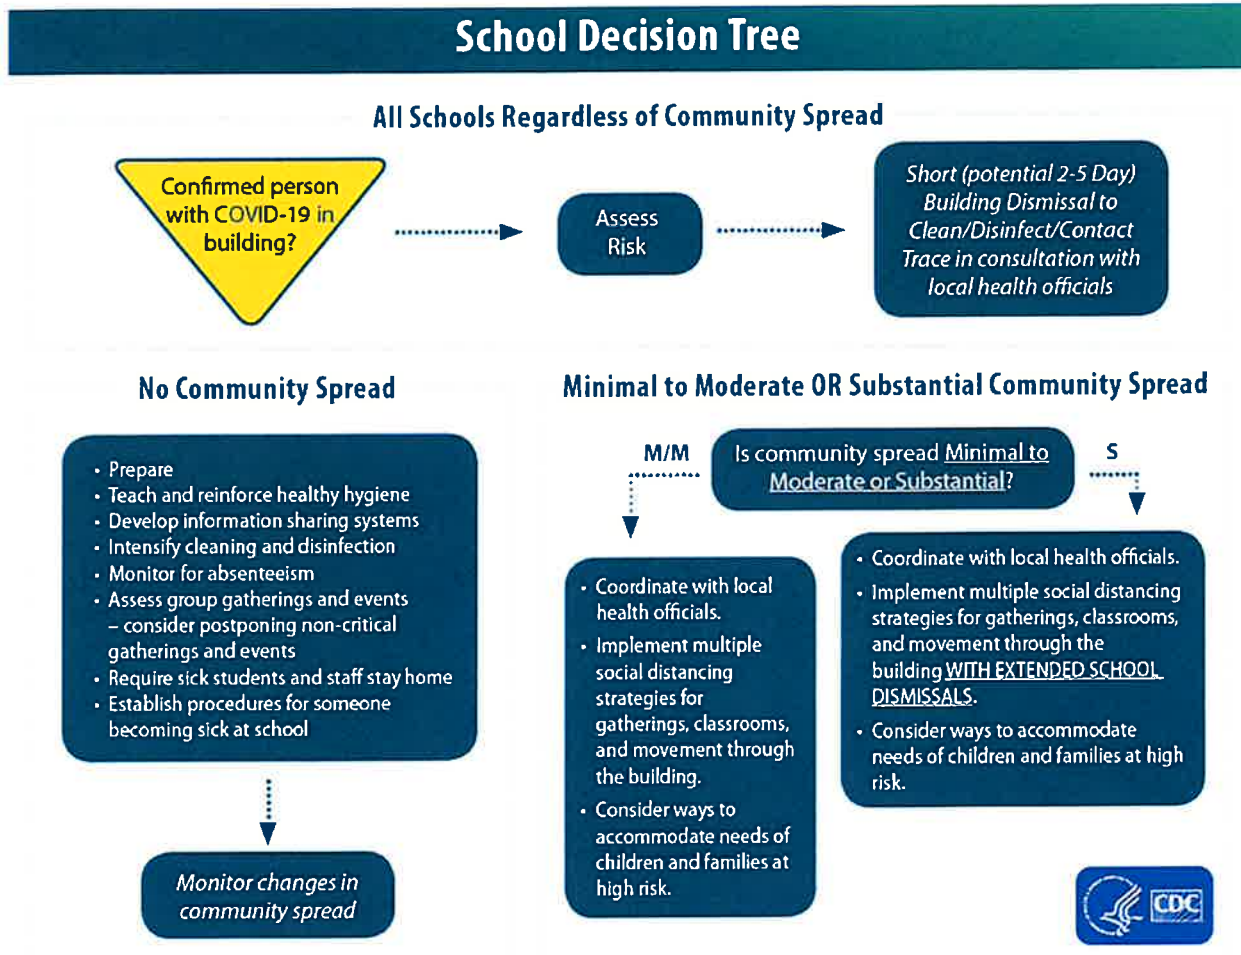 School Decision Tree
All Schools Regardless of Community Spread
Confirmed person
with COVID-19 in
building?
Assess
Risk
Short (potential 2-5 Day)
Building Dismissal to
Clean/Disinfect/Contact
Trace in consultation with
local health officials
No Community Spread
• Prepare
• Teach and reinforce healthy hygiene
• Develop information sharing systems
• Intensify cleaning and disinfection
• Monitor for absenteeism
• Assess group gatherings and events
– consider postponing non-critical
gatherings and events
• Require sick students and staff stay home
• Establish procedures for someone
becoming sick at school
Monitor changes in
community spread
Minimal to Moderate OR Substantial Community Spread
M/M
Is community spread Minimal to
Moderate or Substantial?
S
• Coordinate with local
health officials.
• Implement multiple
social distancing
strategies for
gatherings, classrooms,
and movement through
the building.
• Consider ways to
accommodate needs of
children and families at
high risk.
• Coordinate with local health officials.
• Implement multiple social distancing
strategies for gatherings, classrooms,
and movement through the
building WITH EXTENDED SCHOOL
DISMISSALS.
• Consider ways to accommodate
needs of children and families at high
risk.
CDC